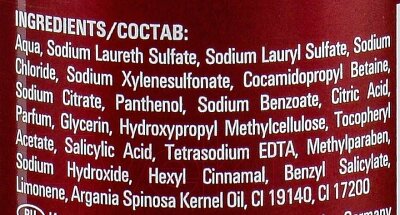 INGREDIENTS/СОСТАВ:
Aqua, Sodium Laureth Sulfate, Sodium Lauryl Sulfate, Sodium
Chloride, Sodium Xylenesulfonate, Cocamidopropyl Betaine,
Sodium Citrate, Panthenol, Sodium Benzoate, Citric Acid,
Parfum, Glycerin, Hydroxypropyl Methylcellulose, Tocopheryl
Acetate, Salicylic Acid, Tetrasodium EDTA, Methylparaben,
Sodium Hydroxide, Hexyl Cinnamal, Benzyl Salicylate,
Limonene, Argania Spinosa Kernel Oil, CI 19140, CI 17200
Germany